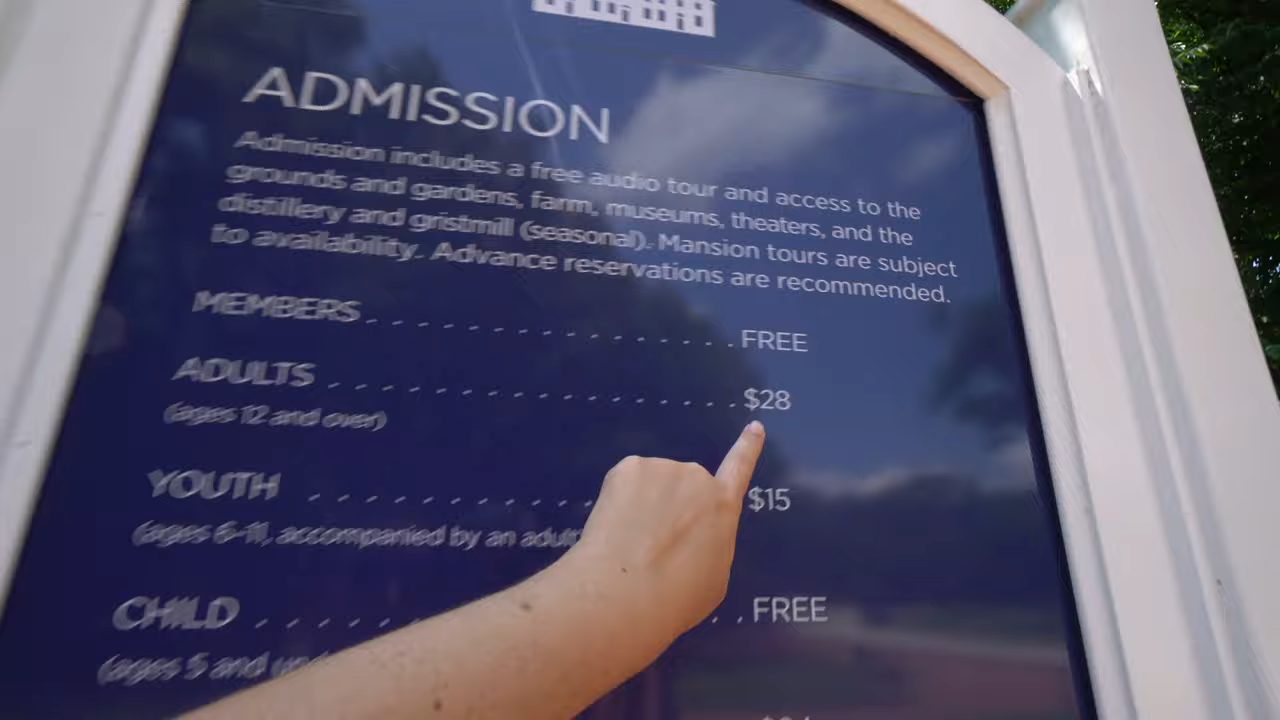 ADMISSION
Admission includes a free audio tour and access to the
grounds and gardens, farm, museums, theaters, and the
distillery and gristmill (seasonal). Mansion tours are subject
to availability. Advance reservations are recommended.
MEMBERS . . . . . . . . . . . . . . . . . . . . . FREE
ADULTS . . . . . . . . . . . . . . . . . . . . . . . $28
(ages 12 and over)
YOUTH . . . . . . . . . . . . $15
(ages 6-11, accompanied by an adult
CHILD . . . . . . . . . FREE
(ages 5 and